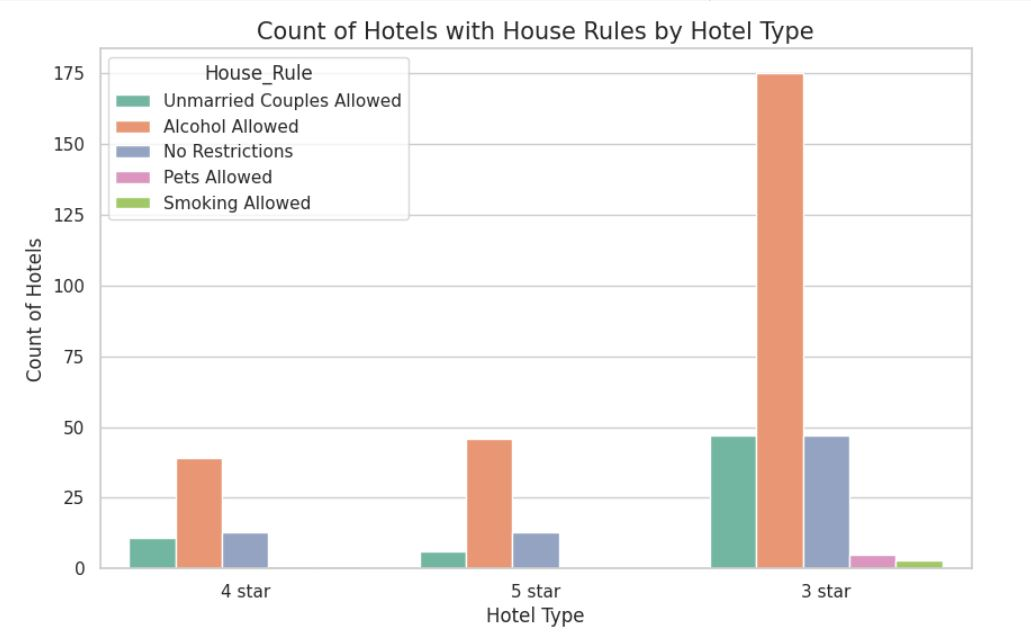 Count of Hotels with House Rules by Hotel Type
House_Rule
Unmarried Couples Allowed
Alcohol Allowed
No Restrictions
Pets Allowed
Smoking Allowed
Count of Hotels
175
150
125
100
75
50
25
0
4 star
5 star
3 star
Hotel Type